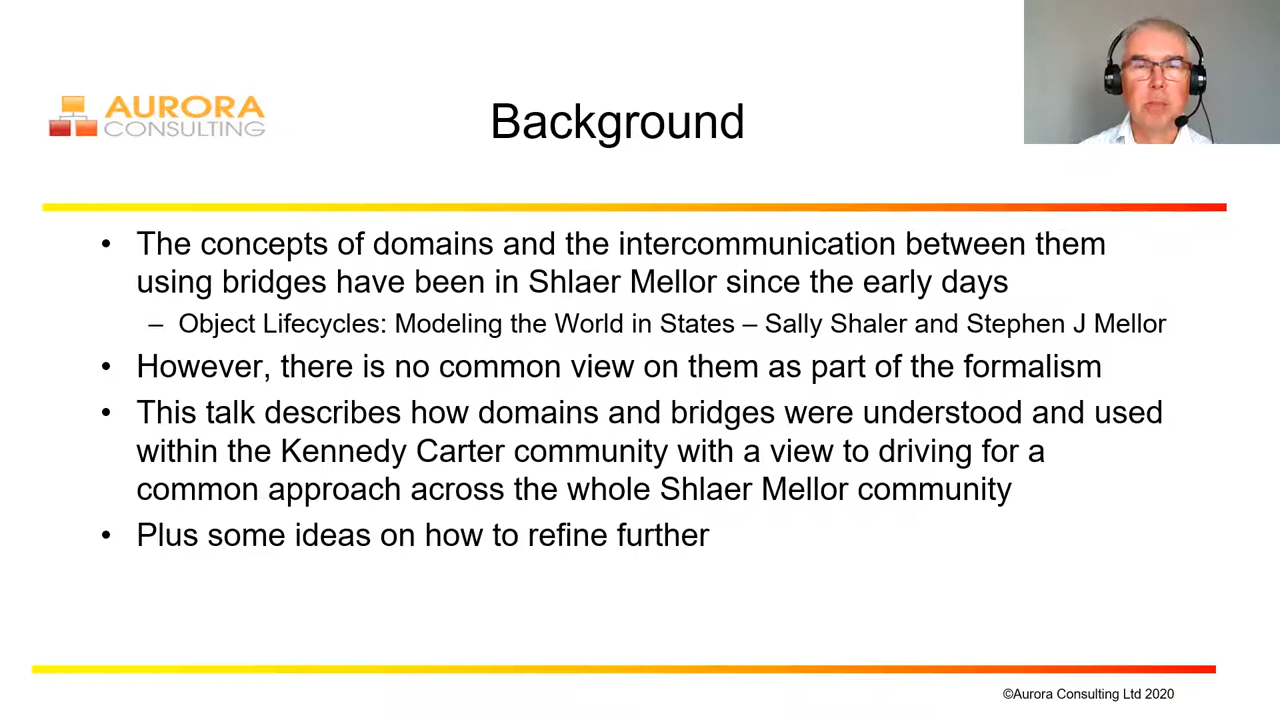 AURORA
CONSULTING
Background
• The concepts of domains and the intercommunication between them
using bridges have been in Shlaer Mellor since the early days
– Object Lifecycles: Modeling the World in States – Sally Shaler and Stephen J Mellor
• However, there is no common view on them as part of the formalism
• This talk describes how domains and bridges were understood and used
within the Kennedy Carter community with a view to driving for a
common approach across the whole Shlaer Mellor community
• Plus some ideas on how to refine further
©Aurora Consulting Ltd 2020